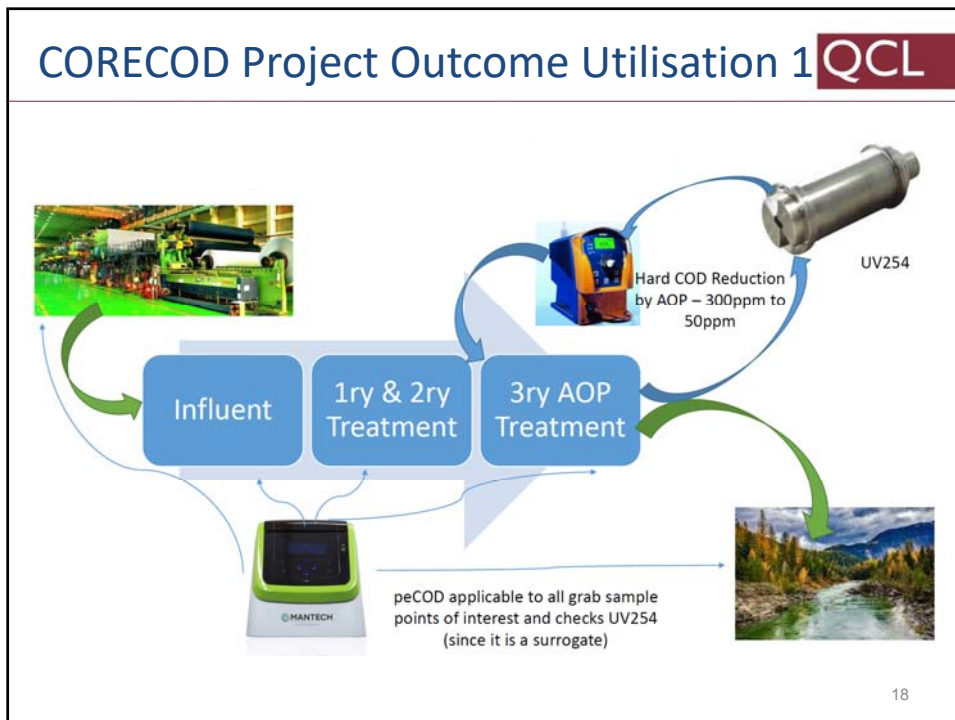 CORECOD Project Outcome Utilisation 1
QCL
UV254
Hard COD Reduction
by AOP – 300ppm to
50ppm
Influent
1ry & 2ry
Treatment
3ry AOP
Treatment
MANTECH
peCOD applicable to all grab sample
points of interest and checks UV254
(since it is a surrogate)
18